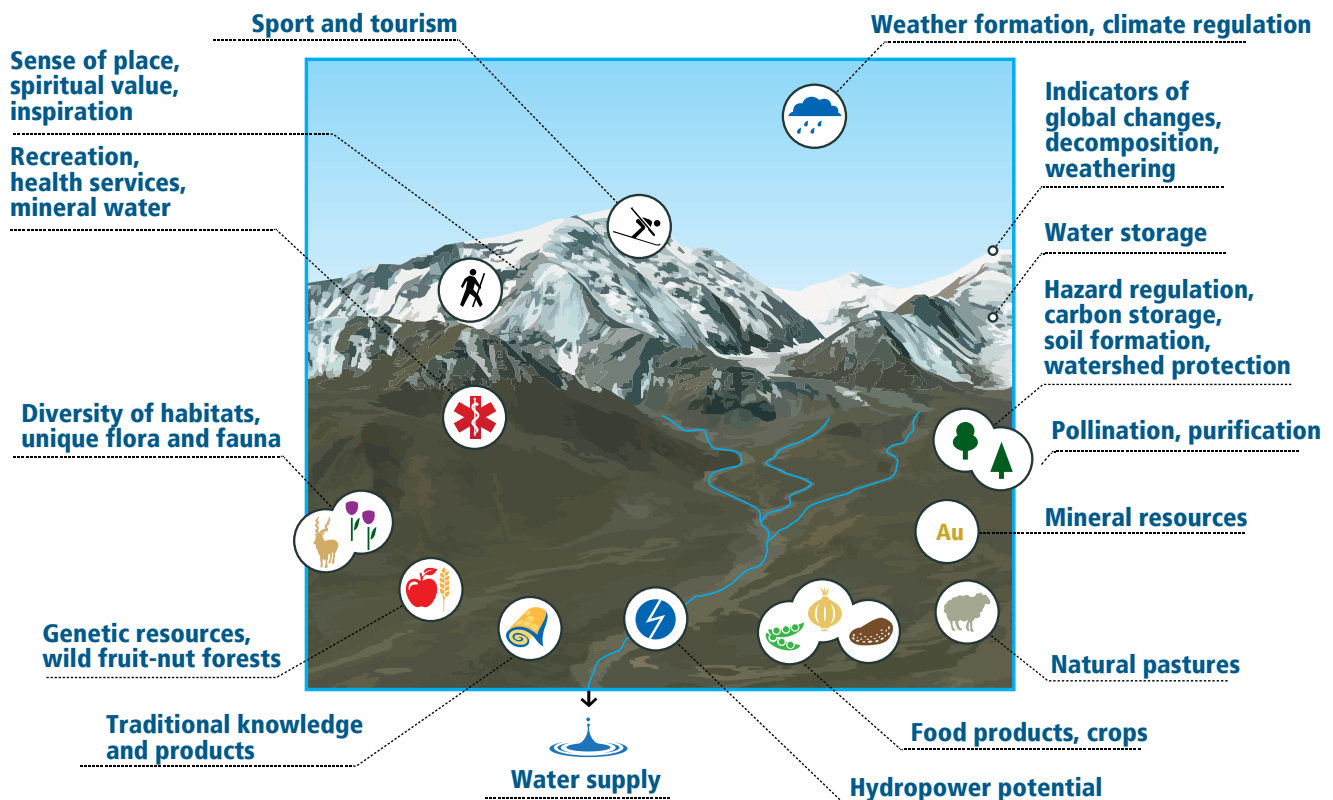 Sport and tourism
Weather formation, climate regulation
Sense of place,
spiritual value,
inspiration
Recreation,
health services,
mineral water
Indicators of
global changes,
decomposition,
weathering
Water storage
Hazard regulation,
carbon storage,
soil formation,
watershed protection
Diversity of habitats,
unique flora and fauna
Pollination, purification
Au
Mineral resources
Genetic resources,
wild fruit-nut forests
Natural pastures
Traditional knowledge
and products
Food products, crops
Water supply
Hydropower potential